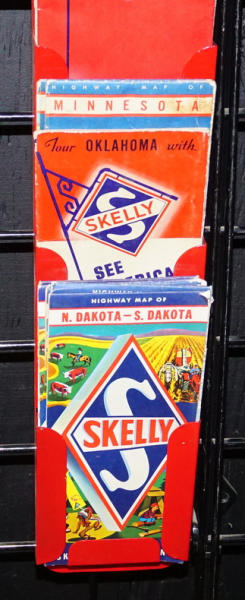 HIGHWAY MAP OF
MINNESOTA
Tour OKLAHOMA with
S
SKELLY
SEE
HIGHWAY MAP OF
N. DAKOTA - S. DAKOTA
S
SKELLY